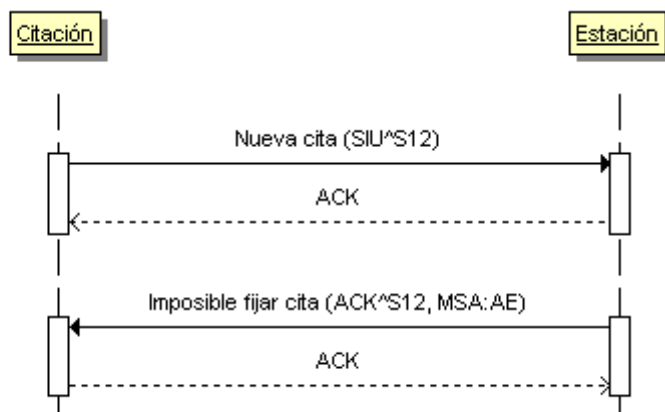 Citación
Estación
Nueva cita (SIU^S12)
ACK
Imposible fijar cita (ACK^S12, MSA:AE)
ACK